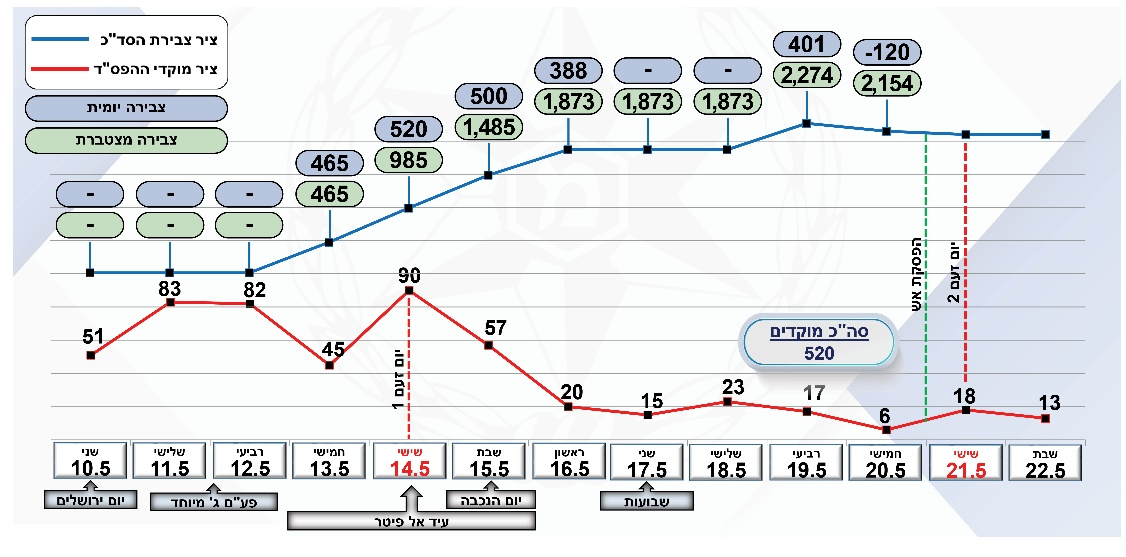 ציר צבירת הסד"כ
ציר מוקדי ההפס"ד
צבירה יומית
צבירה מצטברת
- - - 465 520 500 388 - - 401 -120
- - - 465 985 1,485 1,873 1,873 1,873 2,274 2,154
51 83 82 45 90 57 20 15 23 17 6 18 13
יום זעם 1
הפסקת אש
יום זעם 2
סה"כ מוקדים
520
שני שלישי רביעי חמישי שישי שבת ראשון שני שלישי רביעי חמישי שישי שבת
10.5 11.5 12.5 13.5 14.5 15.5 16.5 17.5 18.5 19.5 20.5 21.5 22.5
יום ירושלים
פע"ם ג' מיוחד
עיד אל פיטר
יום הנכבה
שבועות